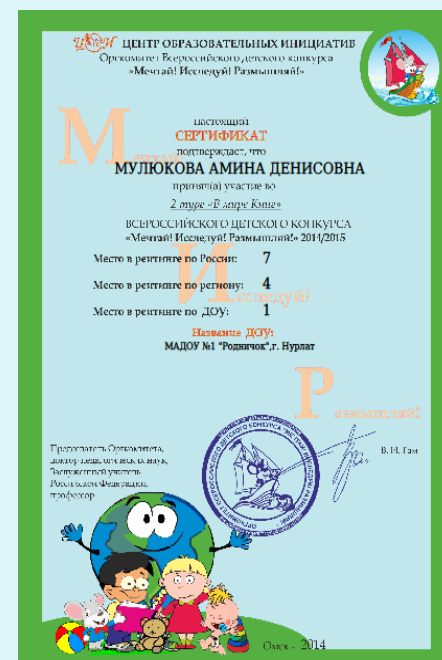 ЦЕНТР ОБРАЗОВАТЕЛЬНЫХ ИНИЦИАТИВ
Оргкомитет Всероссийского детского конкурса
«Мечтай! Исследуй! Размышляй!»
настоящий
СЕРТИФИКАТ
Мечтай!
подтверждает, что
МУЛЮКОВА АМИНА ДЕНИСОВНА
принял(а) участие во
2 туре «В мире Книг»
ВСЕРОССИЙСКОГО ДЕТСКОГО КОНКУРСА
«Мечтай! Исследуй! Размышляй!» 2014/2015
Место в рейтинге по России: 7
Место в рейтинге по региону: 4
Исследуй!
Место в рейтинге по ДОУ: 1
Название ДОУ:
МАДОУ №1 "Родничок",г. Нурлат
Размышляй!
Председатель Оргкомитета,
доктор педагогических наук,
Заслуженный учитель
Российской Федерации,
профессор
В. И. Гам
Омск - 2014